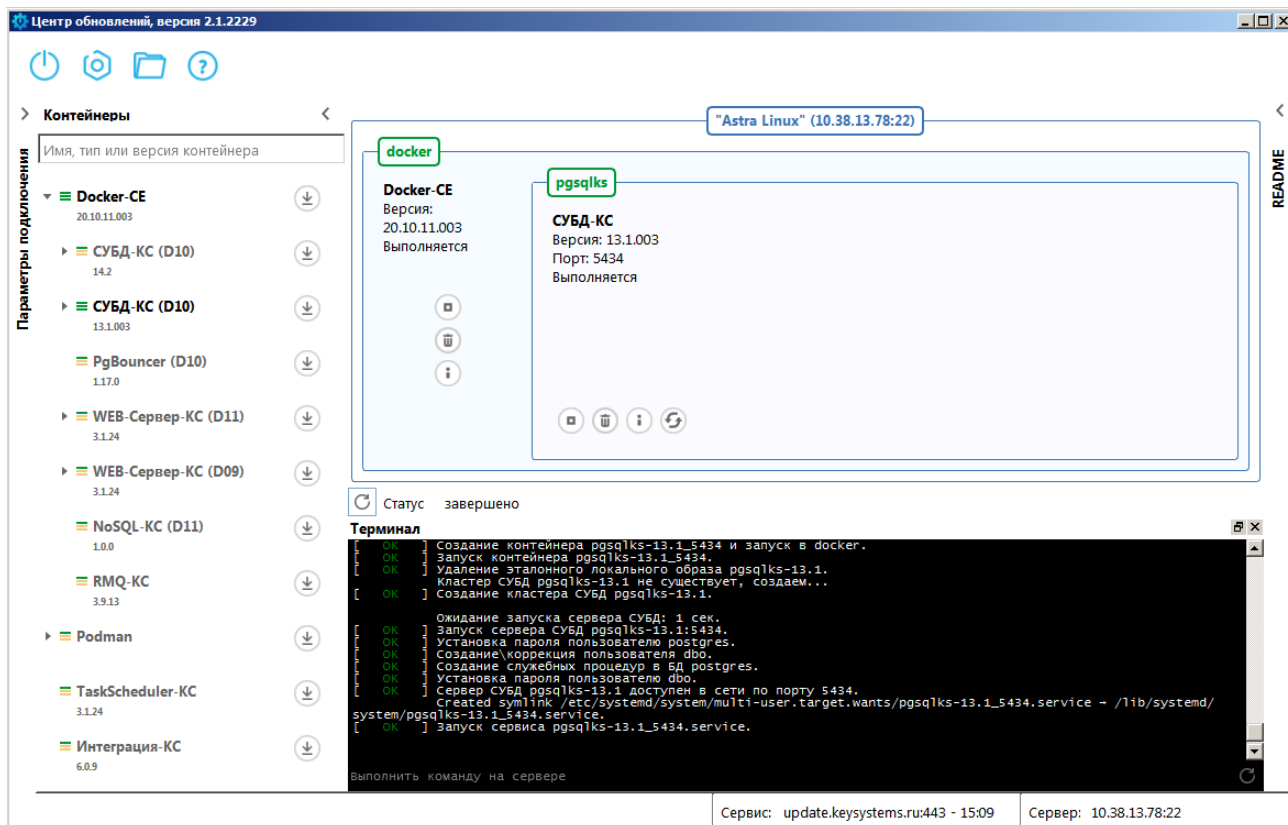 Центр обновлений, версия 2.1.2229
Контейнеры
Параметры подключения
Имя, тип или версия контейнера
Docker-CE
20.10.11.003
СУБД-КС (D10)
14.2
СУБД-КС (D10)
13.1.003
PgBouncer (D10)
1.17.0
WEB-Сервер-КС (D11)
3.1.24
WEB-Сервер-КС (D09)
3.1.24
NoSQL-КС (D11)
1.0.0
RMQ-КС
3.9.13
Podman
TaskScheduler-КС
3.1.24
Интеграция-КС
6.0.9
"Astra Linux" (10.38.13.78:22)
docker
Docker-CE
Версия:
20.10.11.003
Выполняется
pgsqlks
СУБД-КС
Версия: 13.1.003
Порт: 5434
Выполняется
README
Статус завершено
Терминал
[ OK ] Создание контейнера pgsqlks-13.1_5434 и запуск в docker.
[ OK ] Запуск контейнера pgsqlks-13.1_5434.
[ OK ] Удаление эталонного локального образа pgsqlks-13.1.
Кластер СУБД pgsqlks-13.1 не существует, создаем...
[ OK ] Создание кластера СУБД pgsqlks-13.1.
Ожидание запуска сервера СУБД: 1 сек.
[ OK ] Запуск сервера СУБД pgsqlks-13.1:5434.
[ OK ] Установка пароля пользователю postgres.
[ OK ] Создание\коррекция пользователя dbo.
[ OK ] Создание служебных процедур в БД postgres.
[ OK ] Установка пароля пользователю dbo.
[ OK ] Сервер СУБД pgsqlks-13.1 доступен в сети по порту 5434.
Created symlink /etc/systemd/system/multi-user.target.wants/pgsqlks-13.1_5434.service → /lib/systemd/
system/pgsqlks-13.1_5434.service.
[ OK ] Запуск сервиса pgsqlks-13.1_5434.service.
Выполнить команду на сервере
Сервис: update.keysystems.ru:443 - 15:09
Сервер: 10.38.13.78:22